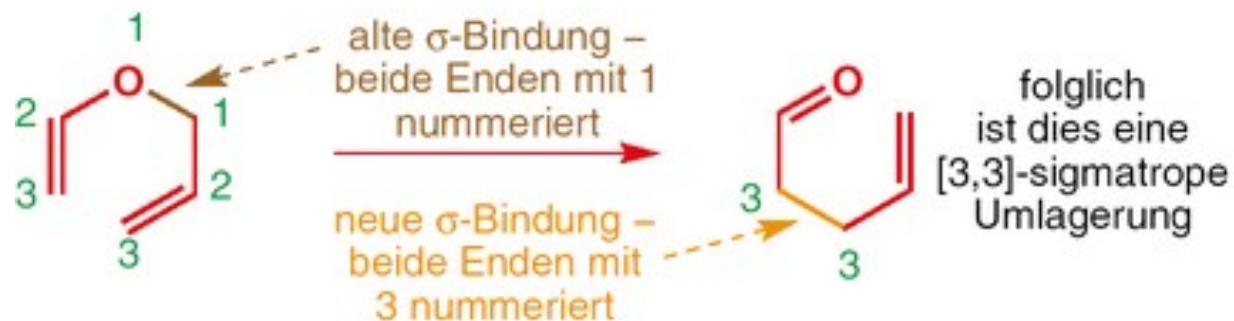 1
O
2
1
3
2
3
alte σ-Bindung –
beide Enden mit 1
nummeriert
neue σ-Bindung –
beide Enden mit
3 nummeriert
O
3
3
folglich
ist dies eine
[3,3]-sigmatrope
Umlagerung